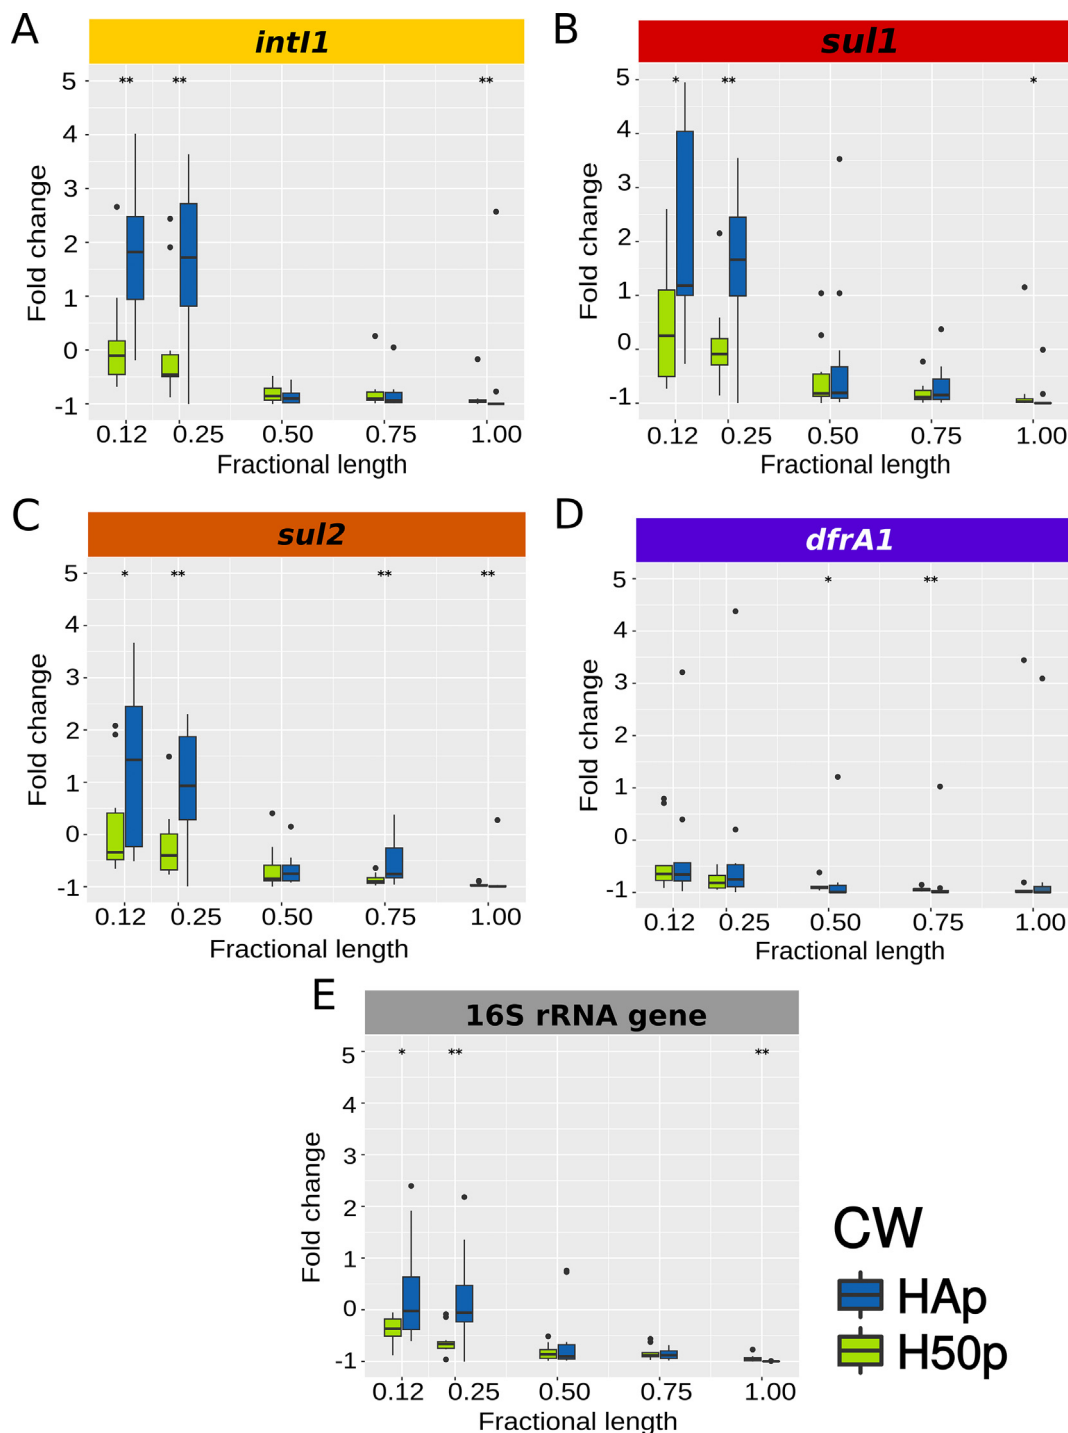 A
intI1
** ** **
5
4
3
2
1
0
-1
Fold change
0.12 0.25 0.50 0.75 1.00
Fractional length
B
sul1
* ** *
5
4
3
2
1
0
-1
Fold change
0.12 0.25 0.50 0.75 1.00
Fractional length
C
sul2
* ** ** **
5
4
3
2
1
0
-1
Fold change
0.12 0.25 0.50 0.75 1.00
Fractional length
D
dfrA1
* **
5
4
3
2
1
0
-1
Fold change
0.12 0.25 0.50 0.75 1.00
Fractional length
E
16S rRNA gene
* ** **
5
4
3
2
1
0
-1
Fold change
0.12 0.25 0.50 0.75 1.00
Fractional length
CW
HAp
H50p